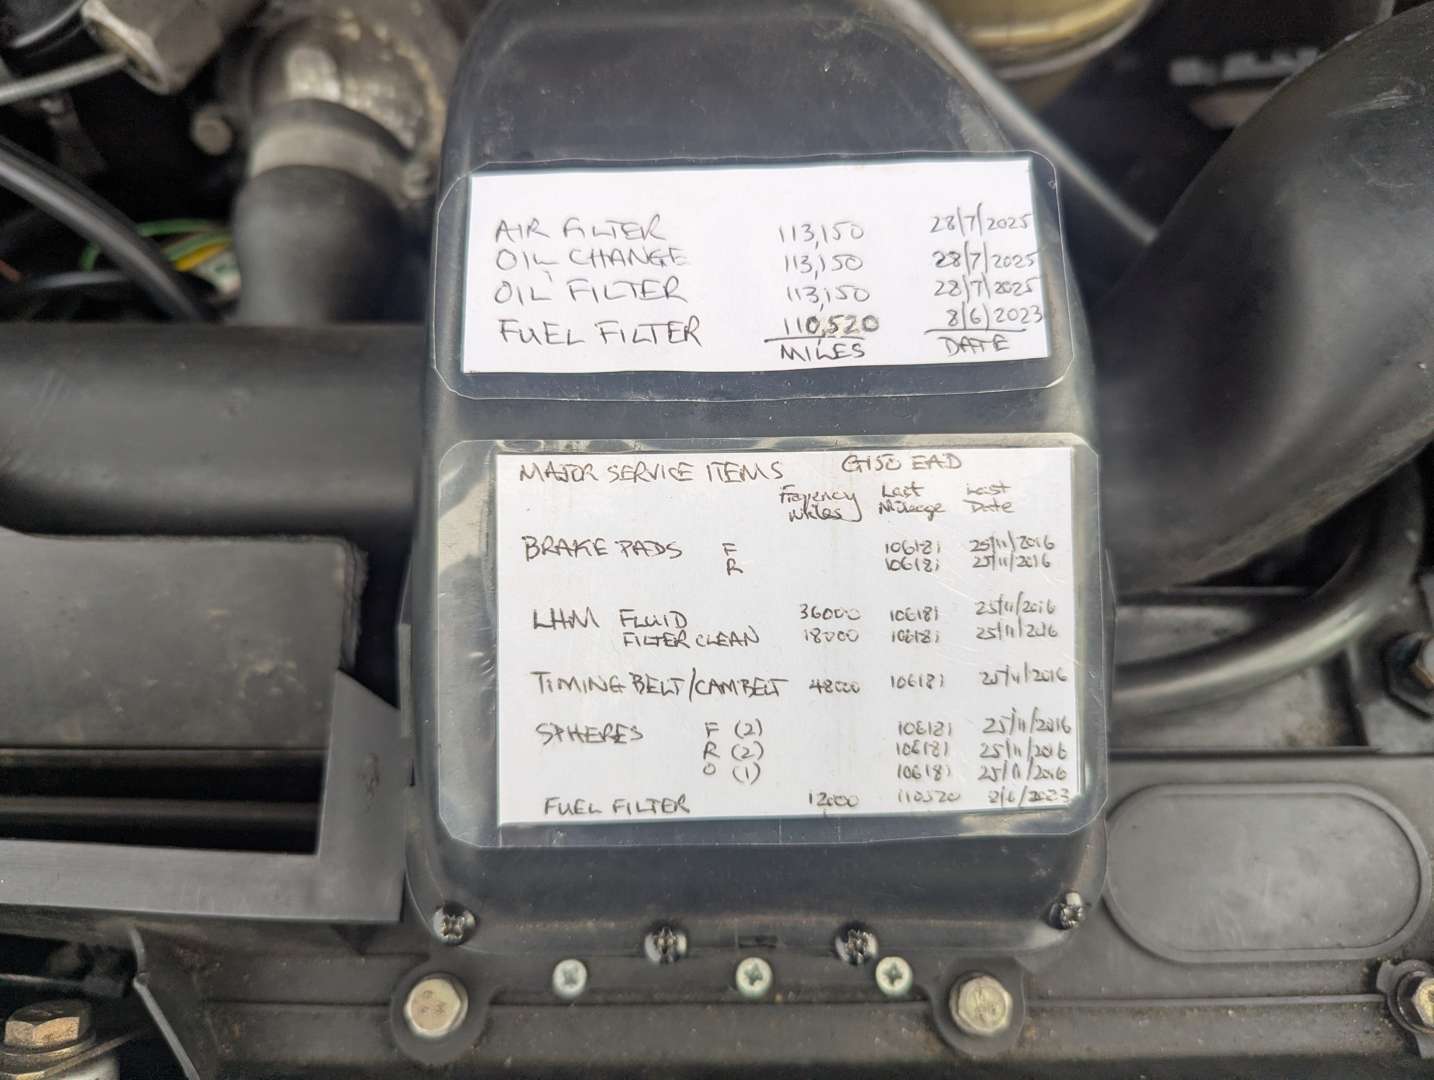 AIR FILTER 113,150 28/7/2025
OIL CHANGE 113,150 28/7/2025
OIL FILTER 113,150 28/7/2025
FUEL FILTER 110,520 8/6/2023
MILES DATE
MAJOR SERVICE ITEMS G150 EAD
Freqency Last Last
Miles Mileage Date
BRAKE PADS F 106181 25/11/2016
R 106181 25/11/2016
LHM FLUID 36000 106181 25/11/2016
FILTER CLEAN 18000 106181 25/11/2016
TIMING BELT/CAMBELT 48000 106181 25/11/2016
SPHERES F (2) 106181 25/11/2016
R (2) 106181 25/11/2016
O (1) 106181 25/11/2016
FUEL FILTER 12000 110520 8/6/2023